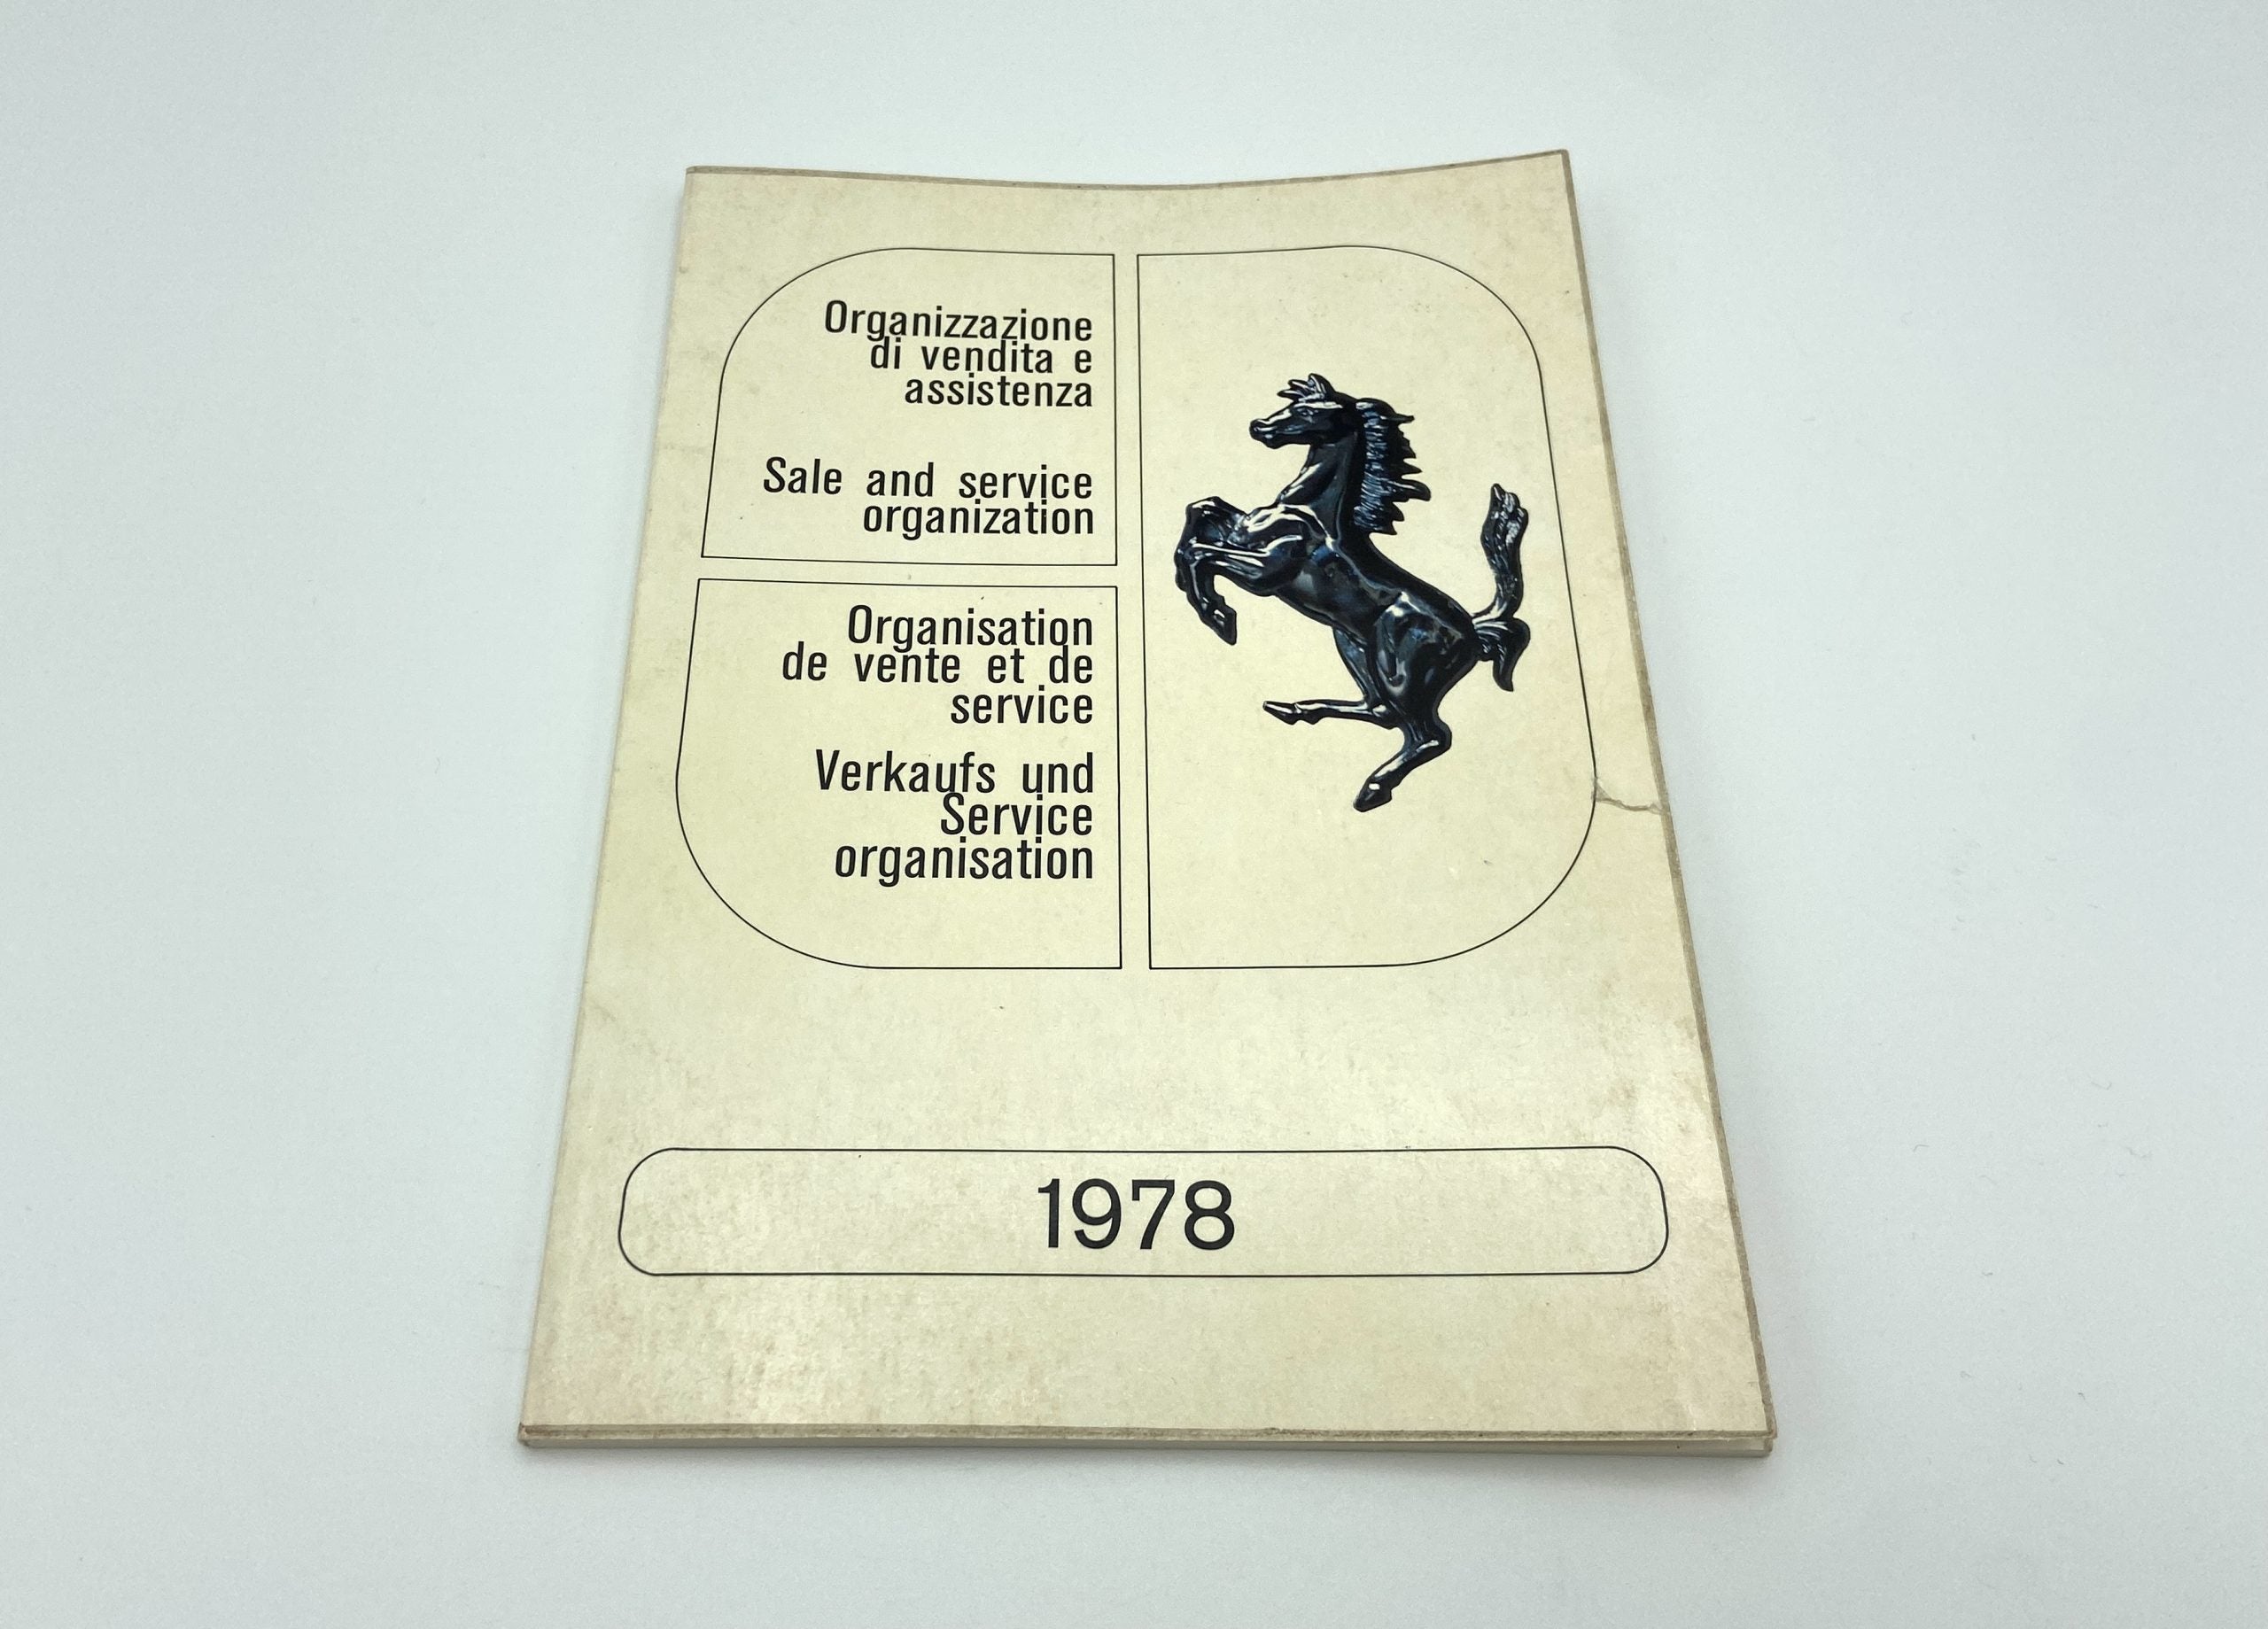 Organizzazione
di vendita e
assistenza
Sale and service
organization
Organisation
de vente et de
service
Verkaufs und
Service
organisation
1978